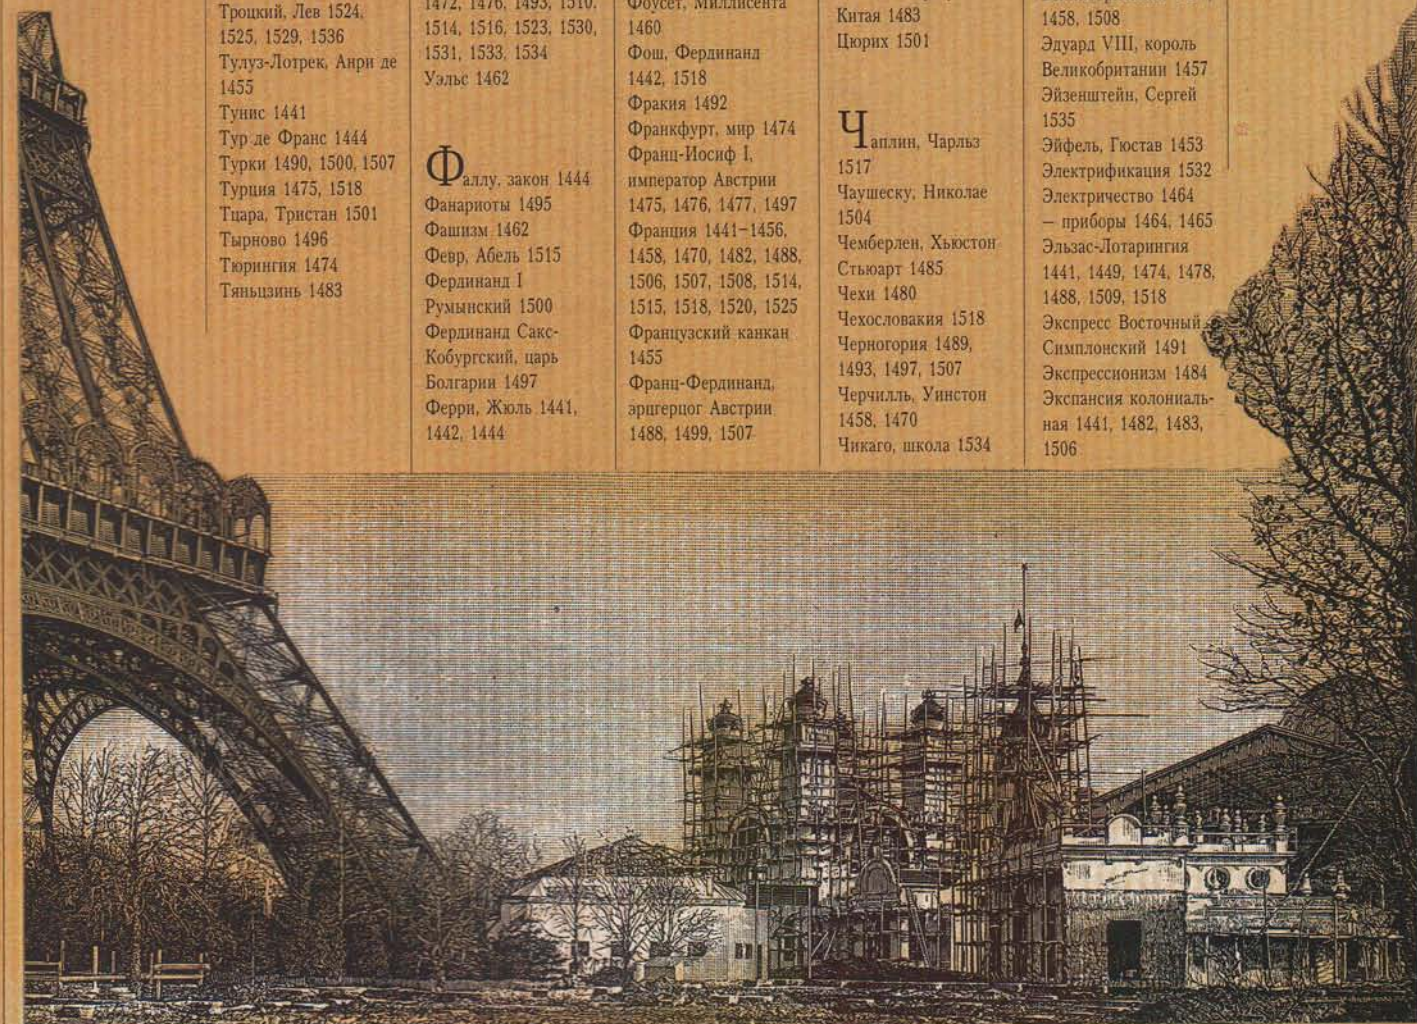 Троцкий, Лев 1524,
1525, 1529, 1536
Тулуз-Лотрек, Анри де
1455
Тунис 1441
Тур де Франс 1444
Турки 1490, 1500, 1507
Турция 1475, 1518
Тцара, Тристан 1501
Тырново 1496
Тюрингия 1474
Тяньцзинь 1483
1472, 1476, 1493, 1510,
1514, 1516, 1523, 1530,
1531, 1533, 1534
Уэльс 1462
Фаллу, закон 1444
Фанариоты 1495
Фашизм 1462
Февр, Абель 1515
Фердинанд I
Румынский 1500
Фердинанд Сакс-
Кобургский, царь
Болгарии 1497
Ферри, Жюль 1441,
1442, 1444
Фоусет, Миллисента
1460
Фош, Фердинанд
1442, 1518
Фракия 1492
Франкфурт, мир 1474
Франц-Иосиф I,
император Австрии
1475, 1476, 1477, 1497
Франция 1441–1456,
1458, 1470, 1482, 1488,
1506, 1507, 1508, 1514,
1515, 1518, 1520, 1525
Французский канкан
1455
Франц-Фердинанд,
эрцгерцог Австрии
1488, 1499, 1507
Китая 1483
Цюрих 1501
Чаплин, Чарльз
1517
Чаушеску, Николае
1504
Чемберлен, Хьюстон
Стьюарт 1485
Чехи 1480
Чехословакия 1518
Черногория 1489,
1493, 1497, 1507
Черчилль, Уинстон
1458, 1470
Чикаго, школа 1534
1458, 1508
Эдуард VIII, король
Великобритании 1457
Эйзенштейн, Сергей
1535
Эйфель, Гюстав 1453
Электрификация 1532
Электричество 1464
– приборы 1464, 1465
Эльзас-Лотарингия
1441, 1449, 1474, 1478,
1488, 1509, 1518
Экспресс Восточный
Симплонский 1491
Экспрессионизм 1484
Экспансия колониаль-
ная 1441, 1482, 1483,
1506